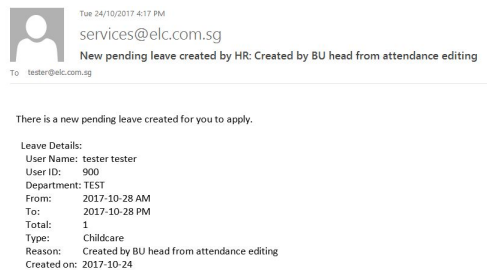 Tue 24/10/2017 4:17 PM
services@elc.com.sg
New pending leave created by HR: Created by BU head from attendance editing
To tester@elc.com.sg
There is a new pending leave created for you to apply.
Leave Details:
User Name: tester tester
User ID: 900
Department: TEST
From: 2017-10-28 AM
To: 2017-10-28 PM
Total: 1
Type: Childcare
Reason: Created by BU head from attendance editing
Created on: 2017-10-24